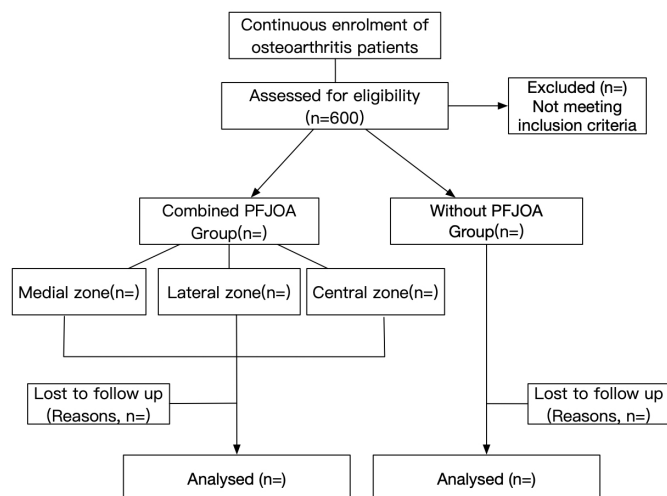 Continuous enrolment of
osteoarthritis patients
Assessed for eligibility
(n=600)
Excluded (n=)
Not meeting
inclusion criteria
Combined PFJOA
Group(n=)
Without PFJOA
Group(n=)
Medial zone(n=)
Lateral zone(n=)
Central zone(n=)
Lost to follow up
(Reasons, n=)
Lost to follow up
(Reasons, n=)
Analysed (n=)
Analysed (n=)